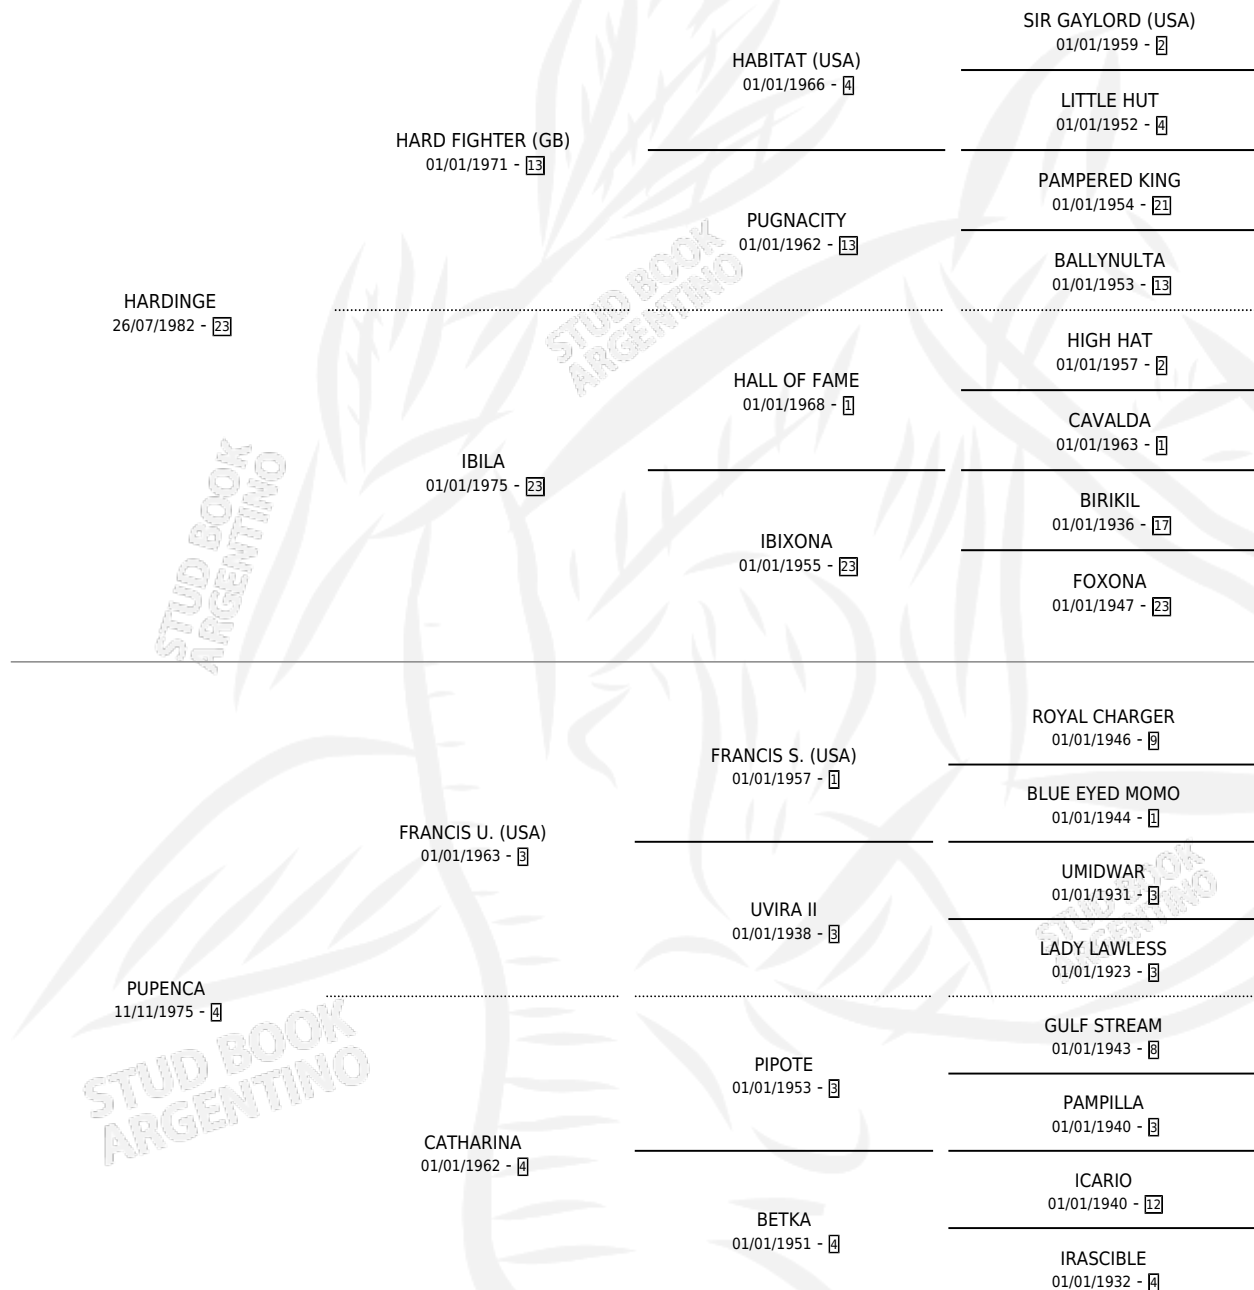 SIR GAYLORD (USA)
01/01/1959 - 2
HABITAT (USA)
01/01/1966 - 4
LITTLE HUT
01/01/1952 - 4
HARD FIGHTER (GB)
01/01/1971 - 13
PAMPERED KING
01/01/1954 - 21
PUGNACITY
01/01/1962 - 13
BALLYNULTA
01/01/1953 - 13
HARDINGE
26/07/1982 - 23
HIGH HAT
01/01/1957 - 2
HALL OF FAME
01/01/1968 - 1
CAVALDA
01/01/1963 - 1
IBILA
01/01/1975 - 23
BIRIKIL
01/01/1936 - 17
IBIXONA
01/01/1955 - 23
FOXONA
01/01/1947 - 23
STUD BOOK
ARGENTINO
STUD BOOK
ARGENTINO
ROYAL CHARGER
01/01/1946 - 9
FRANCIS S. (USA)
01/01/1957 - 1
BLUE EYED MOMO
01/01/1944 - 1
FRANCIS U. (USA)
01/01/1963 - 3
UMIDWAR
01/01/1931 - 3
UVIRA II
01/01/1938 - 3
LADY LAWLESS
01/01/1923 - 3
PUPENCA
11/11/1975 - 4
GULF STREAM
01/01/1943 - 8
PIPOTE
01/01/1953 - 3
PAMPILLA
01/01/1940 - 3
CATHARINA
01/01/1962 - 4
ICARIO
01/01/1940 - 12
BETKA
01/01/1951 - 4
IRASCIBLE
01/01/1932 - 4
STUD BOOK
ARGENTINO
STUD BOOK
ARGENTINO